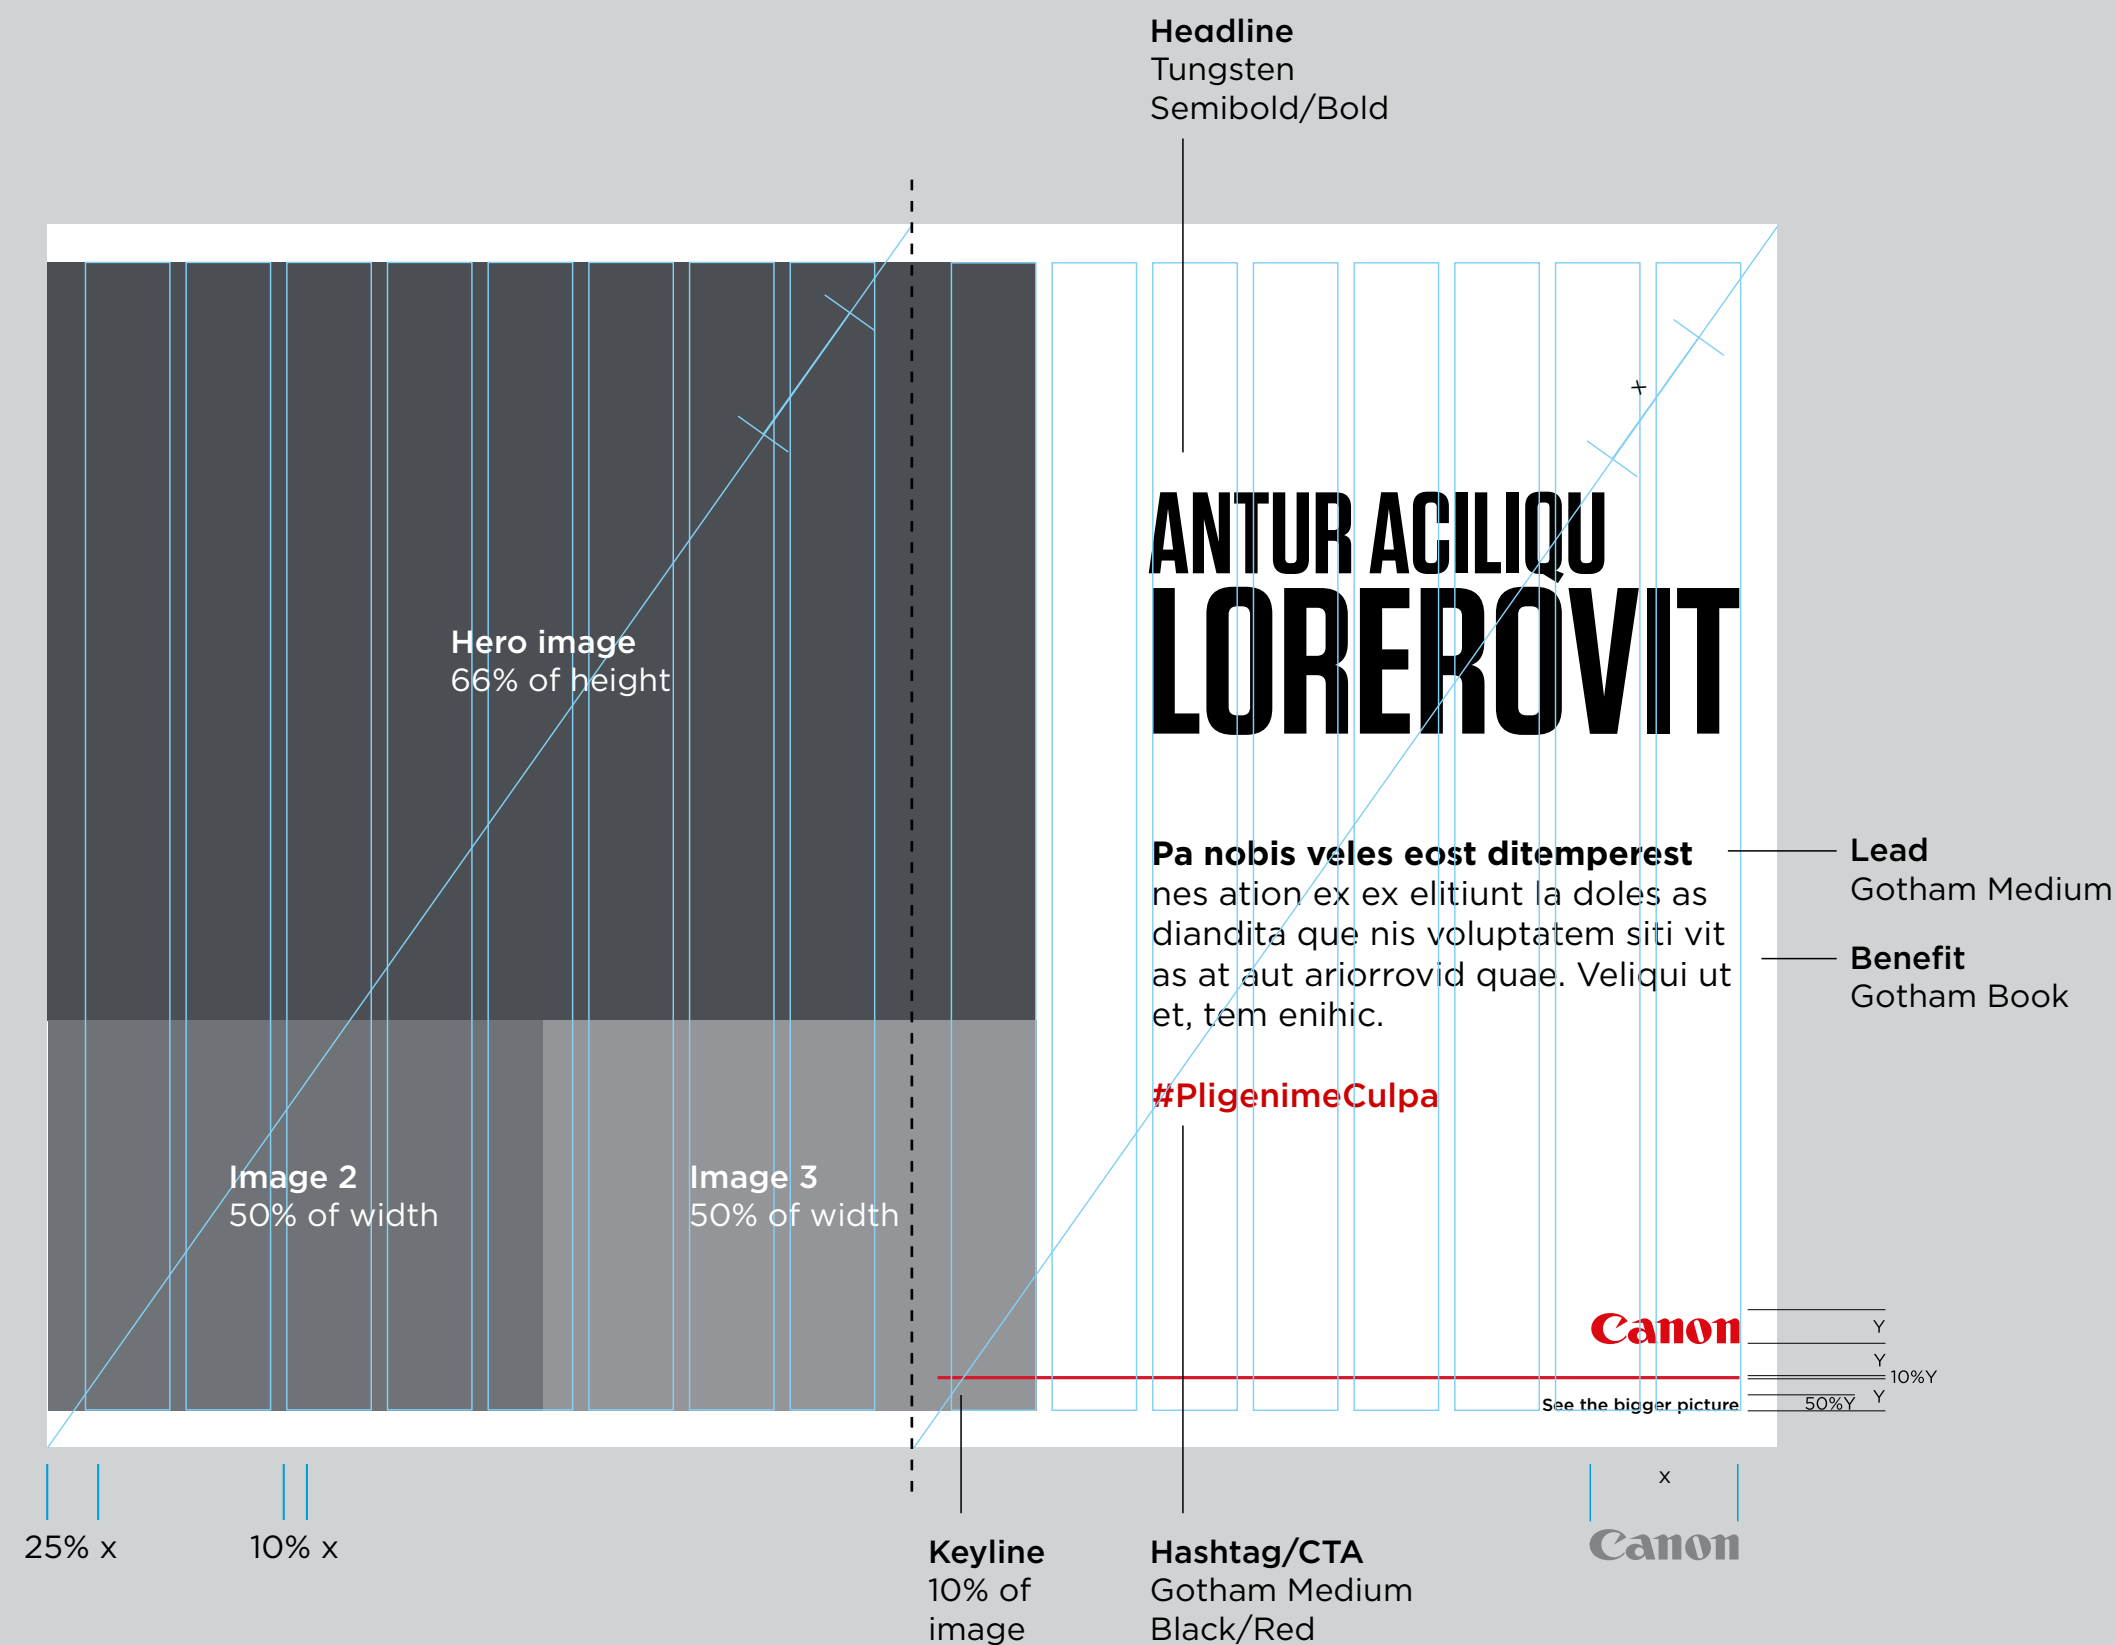 Headline
Tungsten
Semibold/Bold
x
ANTUR ACILIQU
LOREROVIT
Hero image
66% of height
Pa nobis veles eost ditemperest
nes ation ex ex elitiunt la doles as
diandita que nis voluptatem siti vit
as at aut ariorrovid quae. Veliqui ut
et, tem enihic.
Lead
Gotham Medium
Benefit
Gotham Book
#PligenimeCulpa
Image 2
50% of width
Image 3
50% of width
Canon
Y
Y
10%Y
Y
See the bigger picture
50%Y
x
25% x
10% x
Canon
Keyline
10% of
image
Hashtag/CTA
Gotham Medium
Black/Red